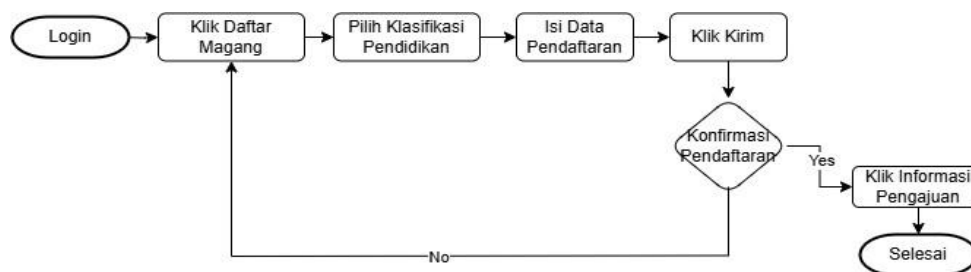 Login
Klik Daftar
Magang
Pilih Klasifikasi
Pendidikan
Isi Data
Pendaftaran
Klik Kirim
Konfirmasi
Pendaftaran
Yes
Klik Informasi
Pengajuan
No
Selesai